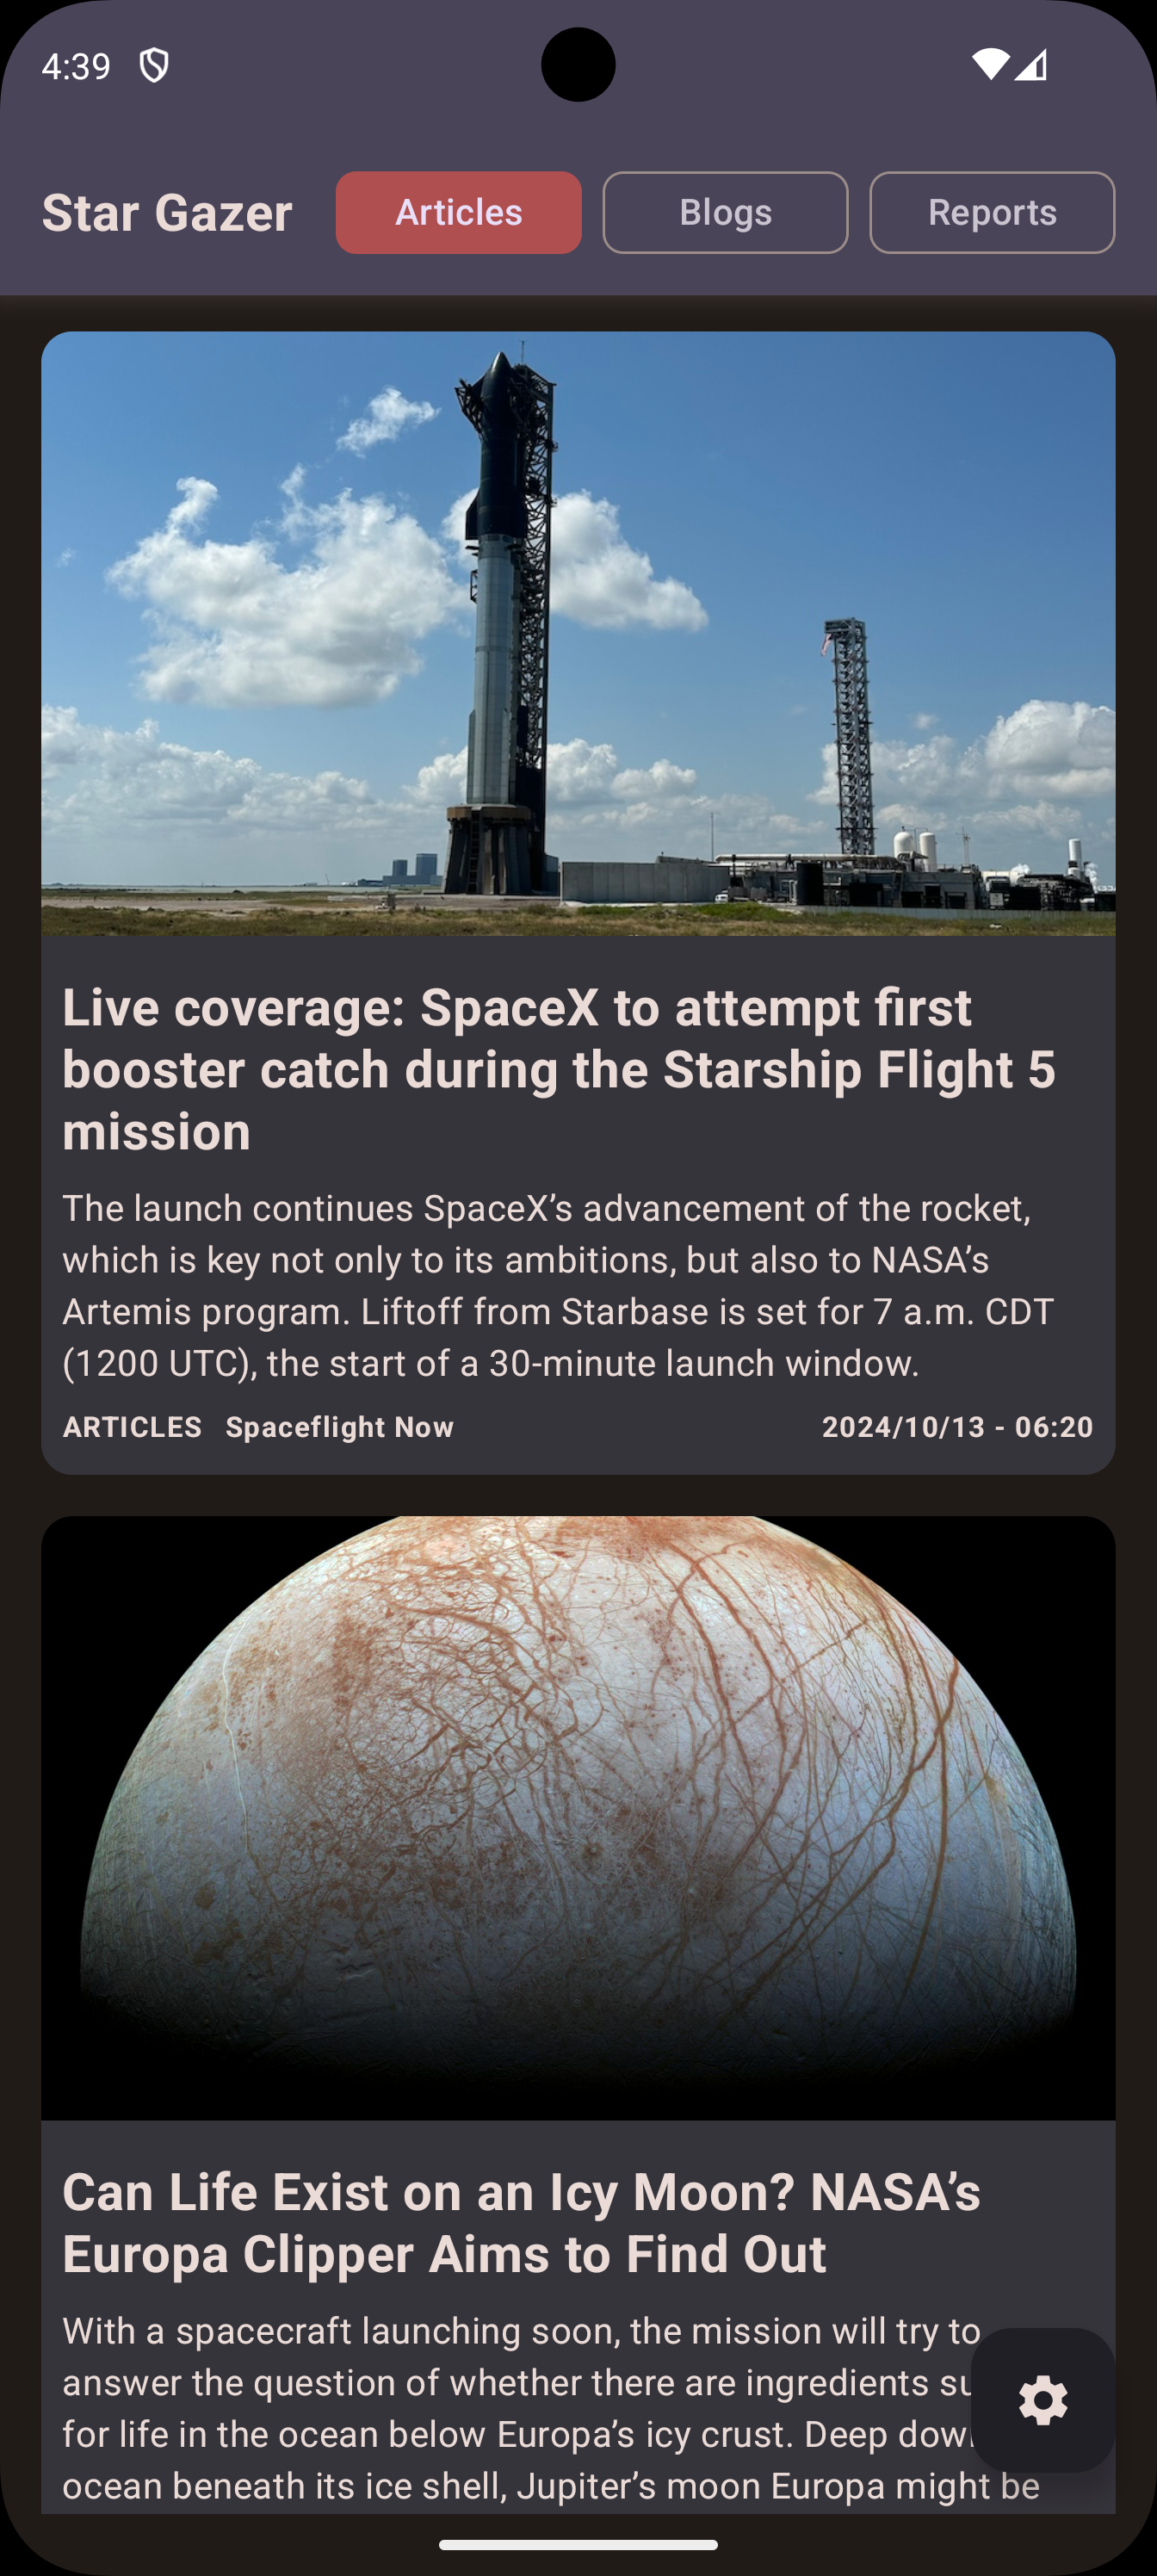 4:39
Star Gazer
Articles
Blogs
Reports
Live coverage: SpaceX to attempt first
booster catch during the Starship Flight 5
mission
The launch continues SpaceX’s advancement of the rocket,
which is key not only to its ambitions, but also to NASA’s
Artemis program. Liftoff from Starbase is set for 7 a.m. CDT
(1200 UTC), the start of a 30-minute launch window.
ARTICLES Spaceflight Now 2024/10/13 - 06:20
Can Life Exist on an Icy Moon? NASA’s
Europa Clipper Aims to Find Out
With a spacecraft launching soon, the mission will try to
answer the question of whether there are ingredients
for life in the ocean below Europa’s icy crust. Deep
ocean beneath its ice shell, Jupiter’s moon Europa might be